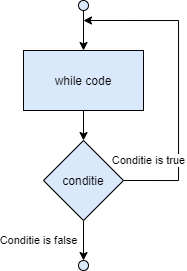 while code
Conditie is true
conditie
Conditie is false